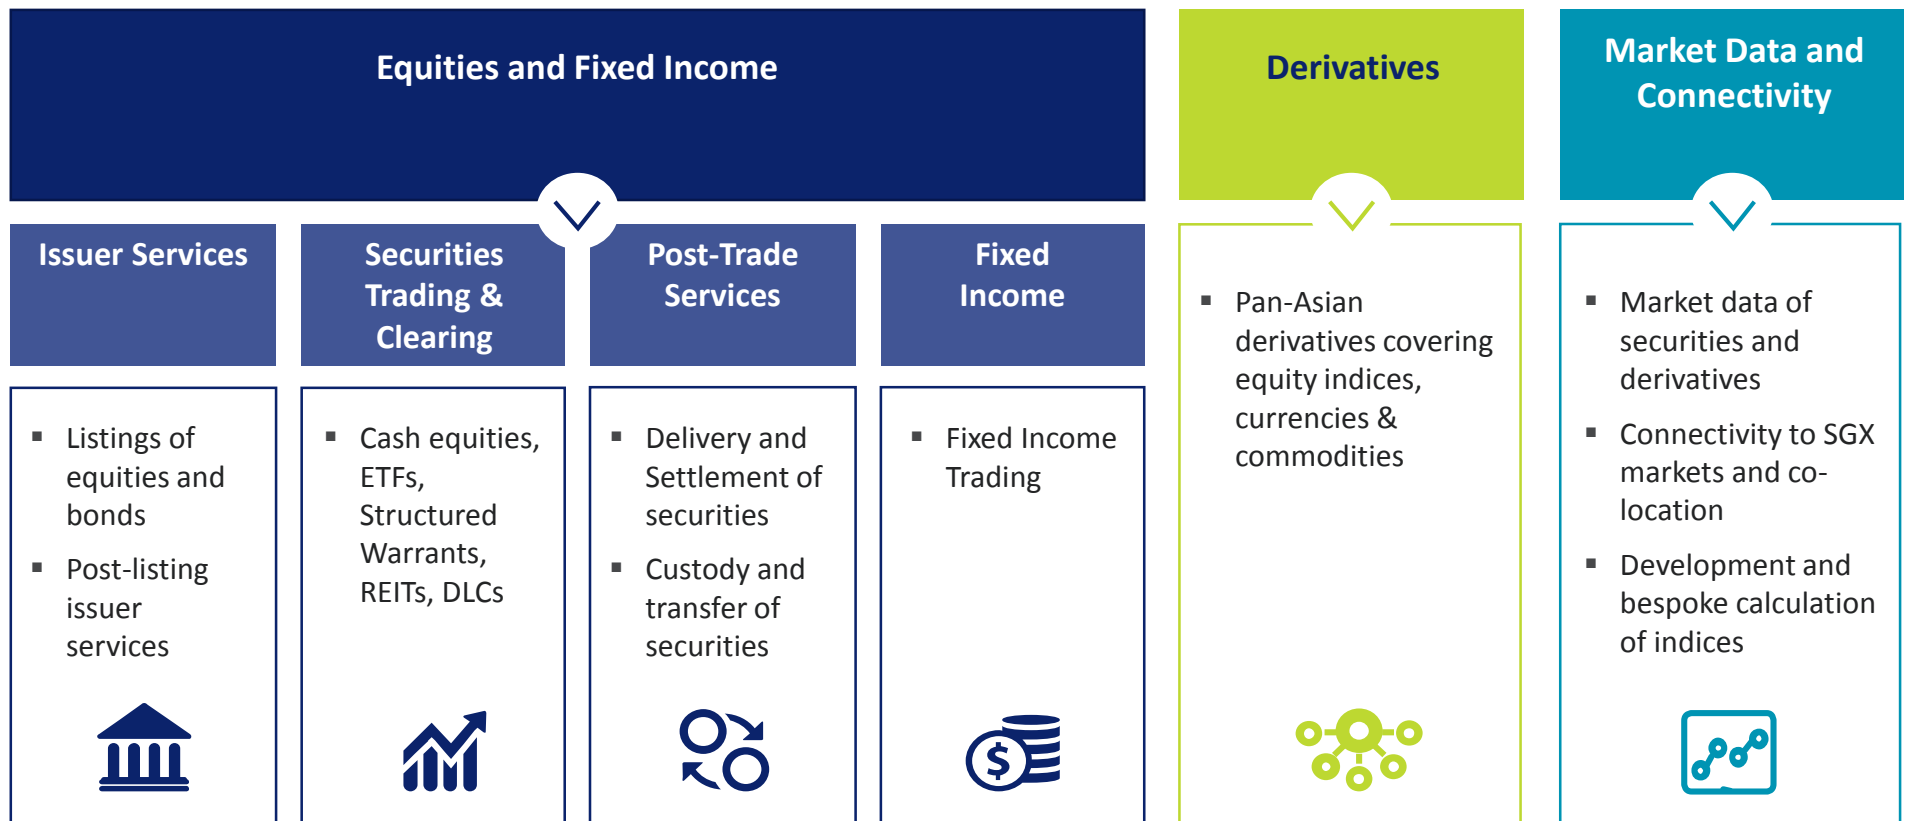 Equities and Fixed Income
Derivatives
Market Data and
Connectivity
Issuer Services
Securities
Trading &
Clearing
Post-Trade
Services
Fixed
Income
▪ Listings of
equities and
bonds
▪ Post-listing
issuer
services
▪ Cash equities,
ETFs,
Structured
Warrants,
REITs, DLCs
▪ Delivery and
Settlement of
securities
▪ Custody and
transfer of
securities
▪ Fixed Income
Trading
$
▪ Pan-Asian
derivatives covering
equity indices,
currencies &
commodities
▪ Market data of
securities and
derivatives
▪ Connectivity to SGX
markets and co-
location
▪ Development and
bespoke calculation
of indices